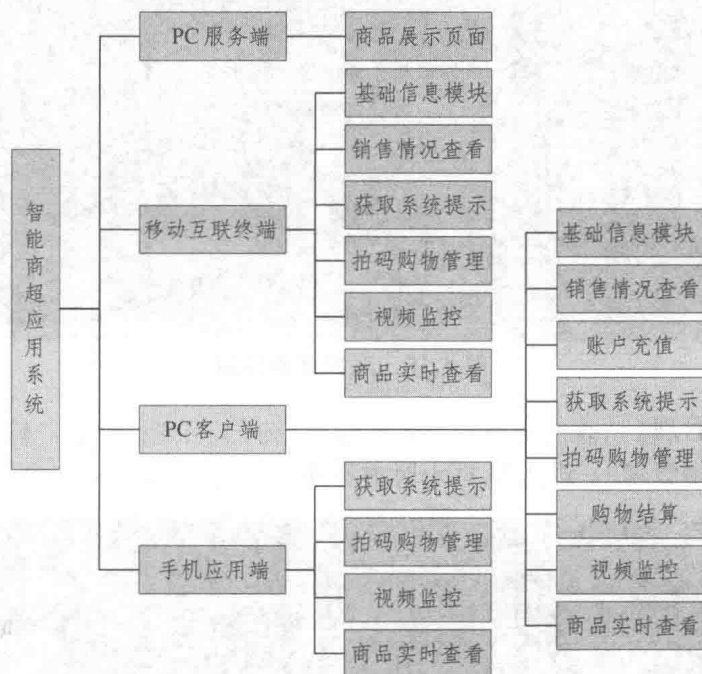 智能商超应用系统
PC服务端
商品展示页面
移动互联终端
基础信息模块
销售情况查看
获取系统提示
拍码购物管理
视频监控
商品实时查看
PC客户端
基础信息模块
销售情况查看
账户充值
获取系统提示
拍码购物管理
购物结算
视频监控
商品实时查看
手机应用端
获取系统提示
拍码购物管理
视频监控
商品实时查看